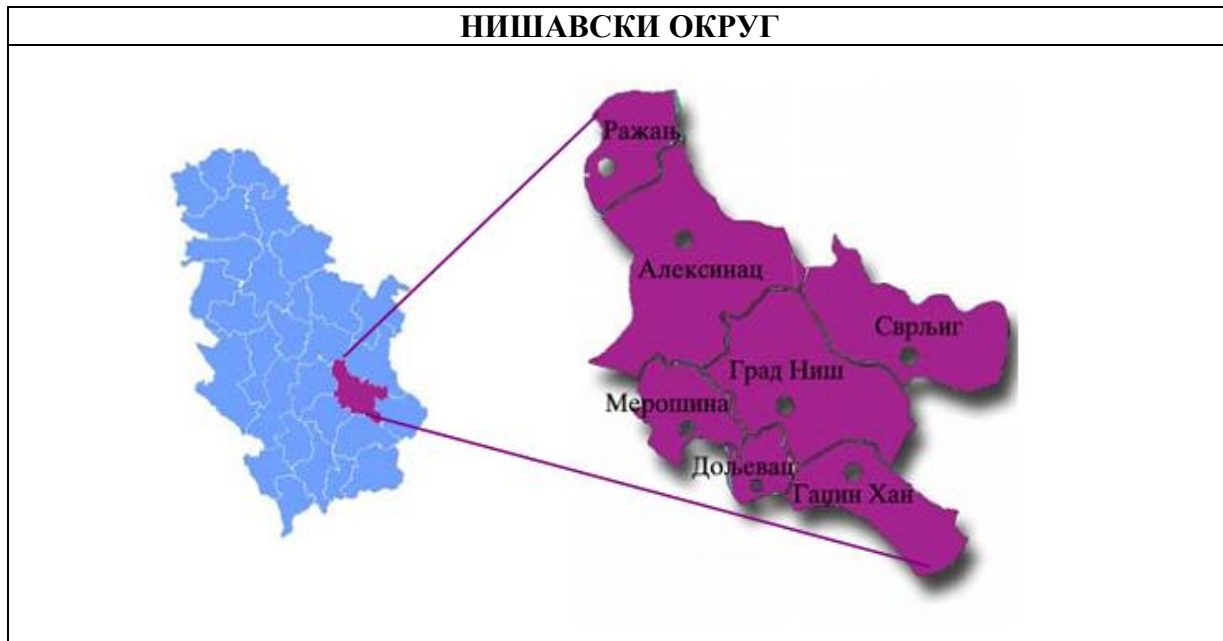 НИШАВСКИ ОКРУГ
Ражањ
Алексинац
Сврљиг
Град Ниш
Мерошина
Дољевац
Гаџин Хан